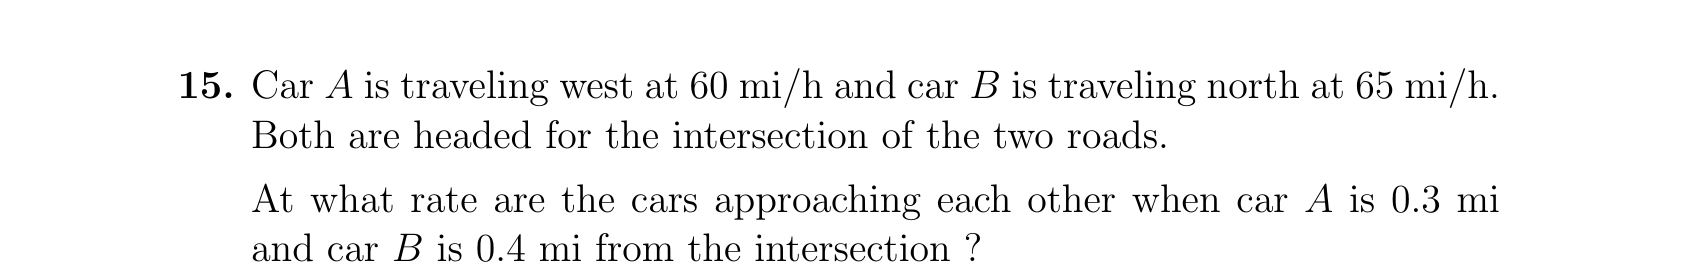 15. Car A is traveling west at 60 mi/h and car B is traveling north at 65 mi/h.
Both are headed for the intersection of the two roads.
At what rate are the cars approaching each other when car A is 0.3 mi
and car B is 0.4 mi from the intersection ?